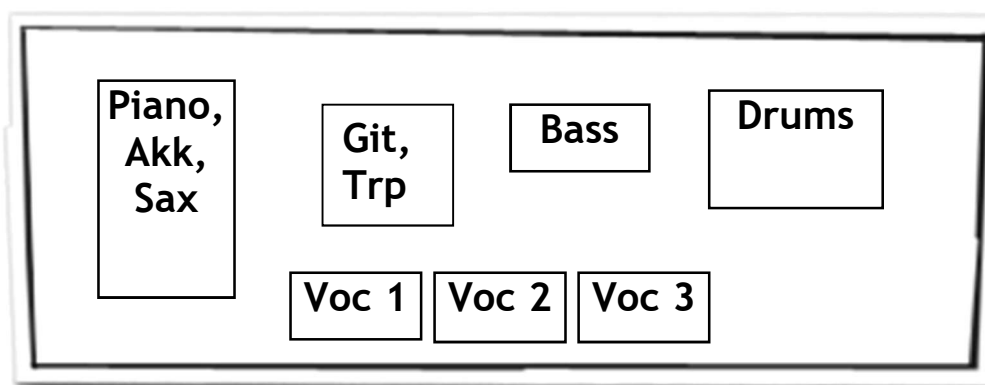 Piano,
Akk,
Sax
Git,
Trp
Bass
Drums
Voc 1
Voc 2
Voc 3